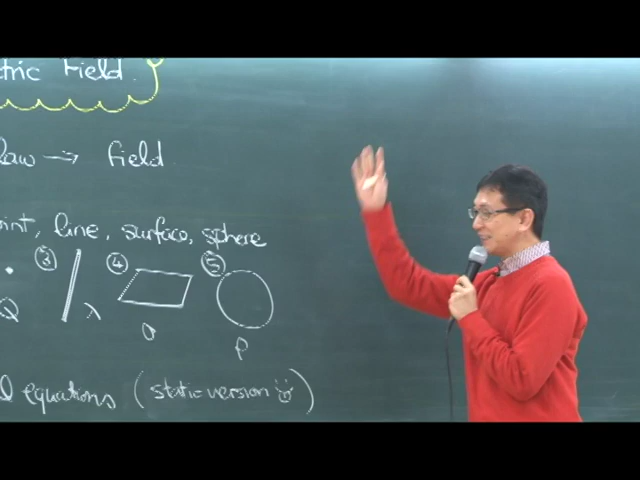 tric Field
law → field
int, line, surface, sphere
③ ④ ⑤
Q λ σ ρ
l equations (static version